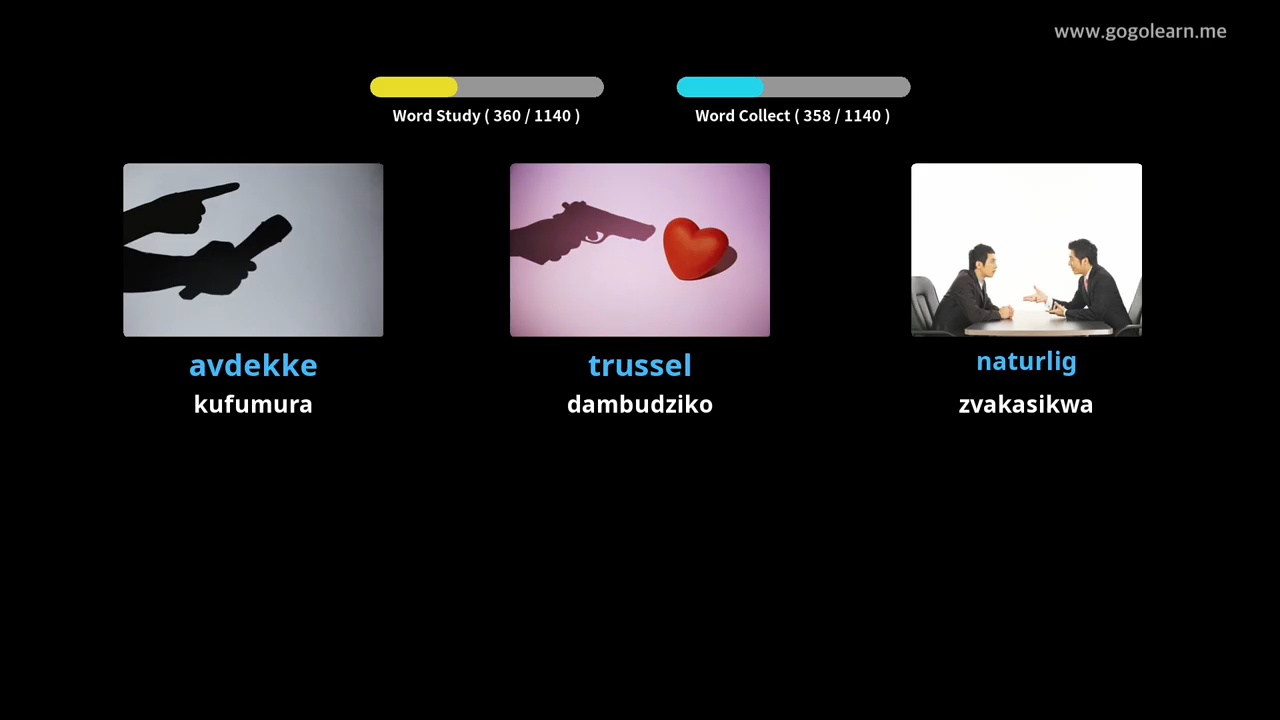 www.gogolearn.me
Word Study ( 360 / 1140 )
Word Collect ( 358 / 1140 )
avdekke
trussel
naturlig
kufumura
dambudziko
zvakasikwa